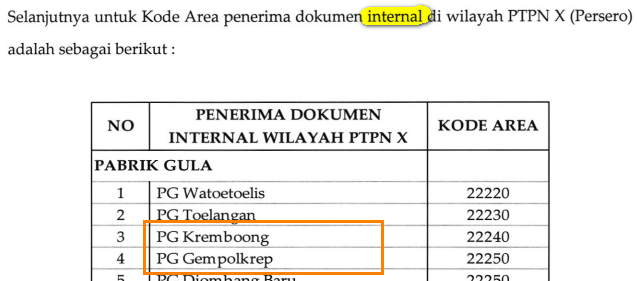 Selanjutnya untuk Kode Area penerima dokumen internal di wilayah PTPN X (Persero)
adalah sebagai berikut :
NO PENERIMA DOKUMEN INTERNAL WILAYAH PTPN X KODE AREA
PABRIK GULA
1 PG Watoetoelis 22220
2 PG Toelangan 22230
3 PG Kremboong 22240
4 PG Gempolkrep 22250
5 PG Djombang Baru 22250